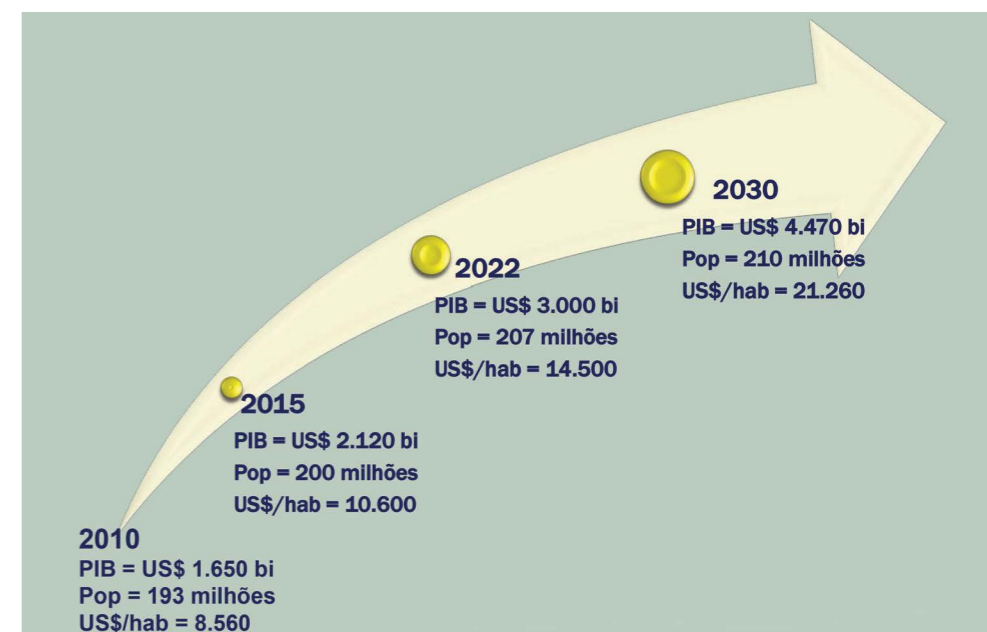 2030
PIB = US$ 4.470 bi
Pop = 210 milhões
US$/hab = 21.260
2022
PIB = US$ 3.000 bi
Pop = 207 milhões
US$/hab = 14.500
2015
PIB = US$ 2.120 bi
Pop = 200 milhões
US$/hab = 10.600
2010
PIB = US$ 1.650 bi
Pop = 193 milhões
US$/hab = 8.560